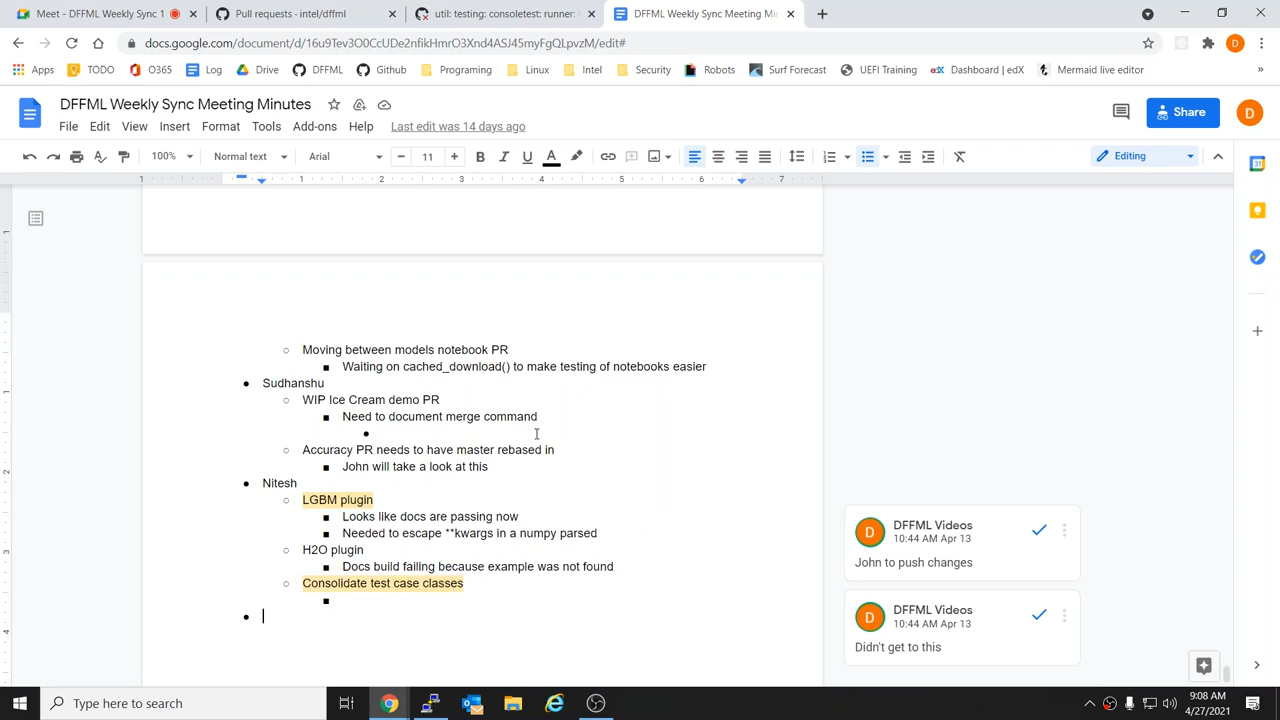 Meet - DFFML Weekly Sync 1
Pull requests - intel/dffml
util: testing: consoletest: runner:
DFFML Weekly Sync Meeting Min
docs.google.com/document/d/16u9Tev3O0CcUDe2nfikHmrO3Xnd4ASJ45myFgQLpvzM/edit#
Apps
TODO
O365
Log
Drive
DFFML
Github
Programing
Linux
Intel
Security
Robots
Surf Forecast
UEFI Training
Dashboard | edX
Mermaid live editor
DFFML Weekly Sync Meeting Minutes
File Edit View Insert Format Tools Add-ons Help Last edit was 14 days ago
Share
D
100% Normal text Arial 11 Editing
1 1 2 3 4 5 6 7
Moving between models notebook PR
Waiting on cached_download() to make testing of notebooks easier
Sudhanshu
WIP Ice Cream demo PR
Need to document merge command
Accuracy PR needs to have master rebased in
John will take a look at this
Nitesh
LGBM plugin
Looks like docs are passing now
Needed to escape **kwargs in a numpy parsed
H2O plugin
Docs build failing because example was not found
Consolidate test case classes
D
DFFML Videos
10:44 AM Apr 13
John to push changes
D
DFFML Videos
10:44 AM Apr 13
Didn't get to this
Type here to search
9:08 AM
4/27/2021